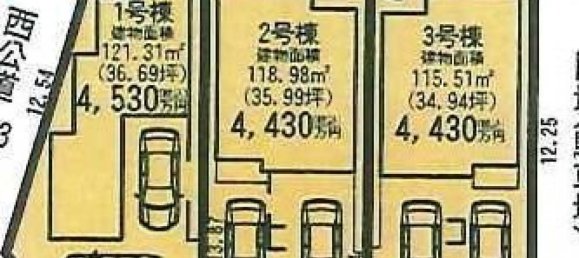 西公道
12.54
1号棟
建物面積
121.31㎡
(36.69坪)
4,530万円
2号棟
建物面積
118.98㎡
(35.99坪)
4,430万円
3号棟
建物面積
115.51㎡
(34.94坪)
4,430万円
12.25
3.87